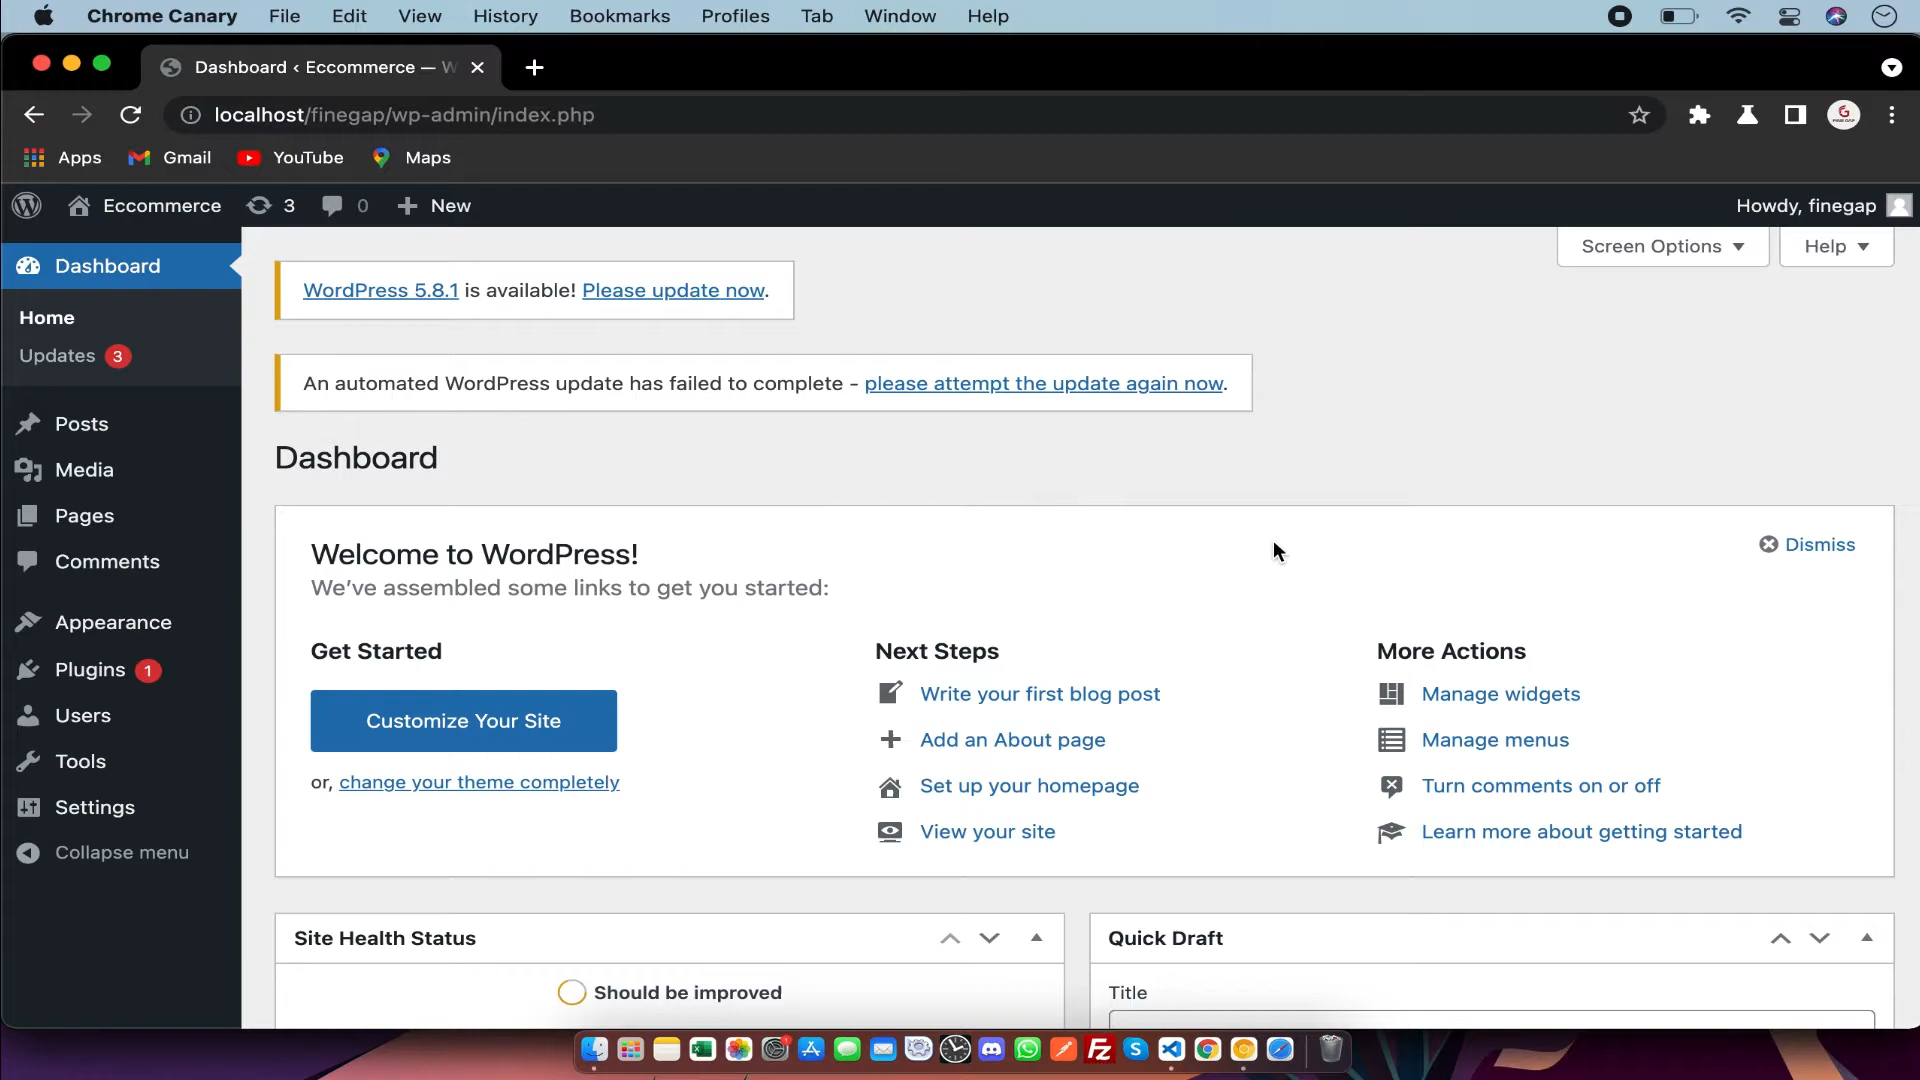 Chrome Canary File Edit View History Bookmarks Profiles Tab Window Help
Dashboard ‹ Eccommerce — W
localhost/finegap/wp-admin/index.php
Apps Gmail YouTube Maps
Eccommerce 3 0 New Howdy, finegap
Screen Options Help
Dashboard
Home
Updates 3
Posts
Media
Pages
Comments
Appearance
Plugins 1
Users
Tools
Settings
Collapse menu
WordPress 5.8.1 is available! Please update now.
An automated WordPress update has failed to complete – please attempt the update again now.
Dashboard
Welcome to WordPress!
We’ve assembled some links to get you started:
Dismiss
Get Started
Customize Your Site
or, change your theme completely
Next Steps
Write your first blog post
Add an About page
Set up your homepage
View your site
More Actions
Manage widgets
Manage menus
Turn comments on or off
Learn more about getting started
Site Health Status
Should be improved
Quick Draft
Title